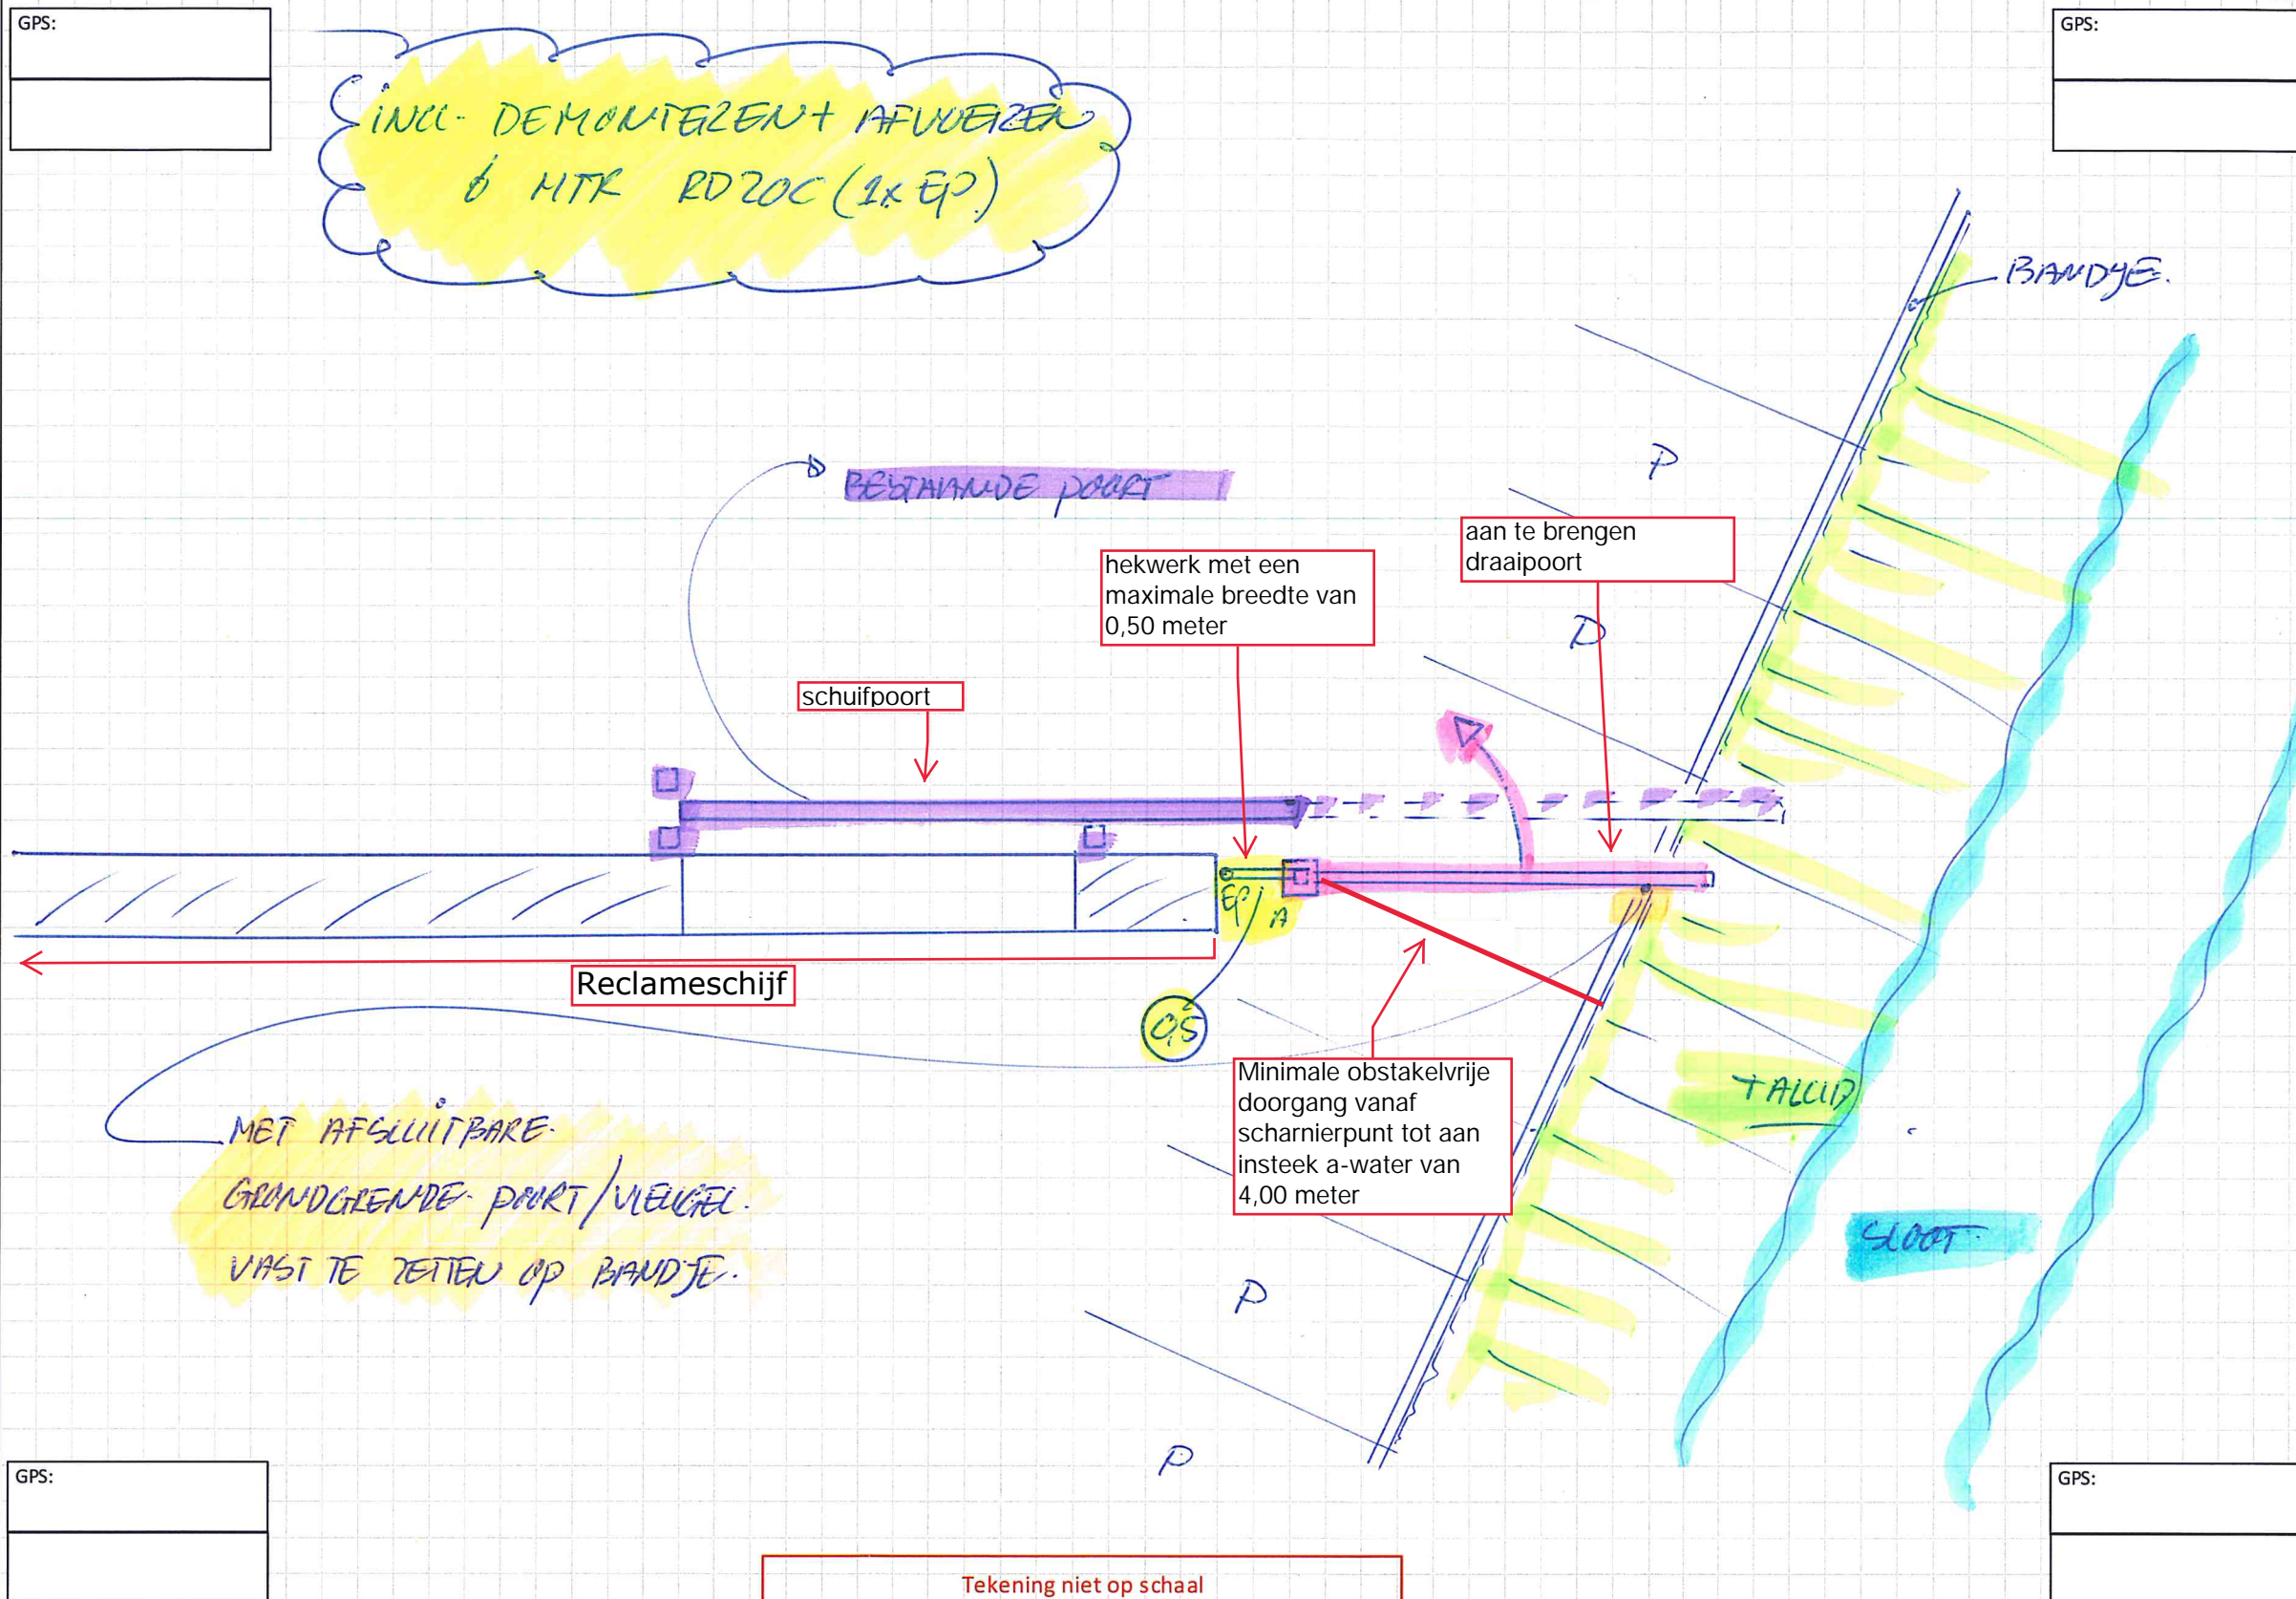 GPS:
GPS:
INCL. DEMONTEREN + AFVOEREN
6 MTR RD20C (1x EP.)
BANDJE.
BESTAANDE POORT
P
aan te brengen
draaipoort
hekwerk met een
maximale breedte van
0,50 meter
D
schuifpoort
EP/A
Reclameschijf
0,5
Minimale obstakelvrije
doorgang vanaf
scharnierpunt tot aan
insteek a-water van
4,00 meter
TALUD
MET AFSLUITBARE
GRONDGRENDEL POORT/VLEUGEL.
VAST TE ZETTEN OP BANDJE.
SLOOT.
P
P
GPS:
GPS:
Tekening niet op schaal